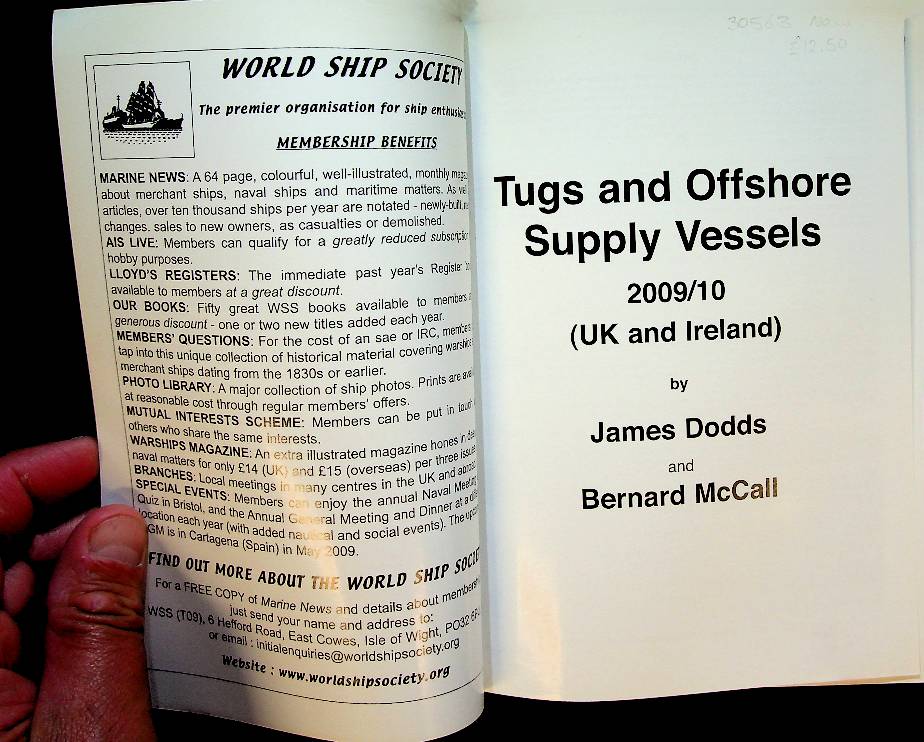 WORLD SHIP SOCIETY
The premier organisation for ship
MEMBERSHIP BENEFITS
MARINE NEWS: A 64 page, colourful, well-illustrated, monthly
about merchant ships, naval ships and maritime matters. As
articles, over ten thousand ships per year are notated - newly-built,
changes. sales to new owners, as casualties or demolished.
AIS LIVE: Members can qualify for a greatly reduced
hobby purposes.
LLOYD'S REGISTERS: The immediate past year's Register
available to members at a great discount.
OUR BOOKS: Fifty great WSS books available to members
generous discount - one or two new titles added each year.
MEMBERS' QUESTIONS: For the cost of an sae or IRC,
tap into this unique collection of historical material covering
merchant ships dating from the 1830s or earlier.
PHOTO LIBRARY: A major collection of ship photos. Prints are
at reasonable cost through regular members' offers.
MUTUAL INTERESTS SCHEME: Members can be put in
others who share the same interests.
WARSHIPS MAGAZINE: An extra illustrated magazine hones in
naval matters for only £14 (UK) and £15 (overseas) per three
BRANCHES: Local meetings in many centres in the UK and
SPECIAL EVENTS: Members can enjoy the annual Naval
Quiz in Bristol, and the Annual General Meeting and Dinner at a
location each year (with added nautical and social events). The
GM is in Cartagena (Spain) in May 2009.
FIND OUT MORE ABOUT THE WORLD SHIP
For a FREE COPY of Marine News and details about
just send your name and address to:
WSS (T09), 6 Hefford Road, East Cowes, Isle of Wight, PO32
or email : initialenquiries@worldshipsociety.org
Website : www.worldshipsociety.org
30563
£12.50
Tugs and Offshore
Supply Vessels
2009/10
(UK and Ireland)
by
James Dodds
and
Bernard McCall